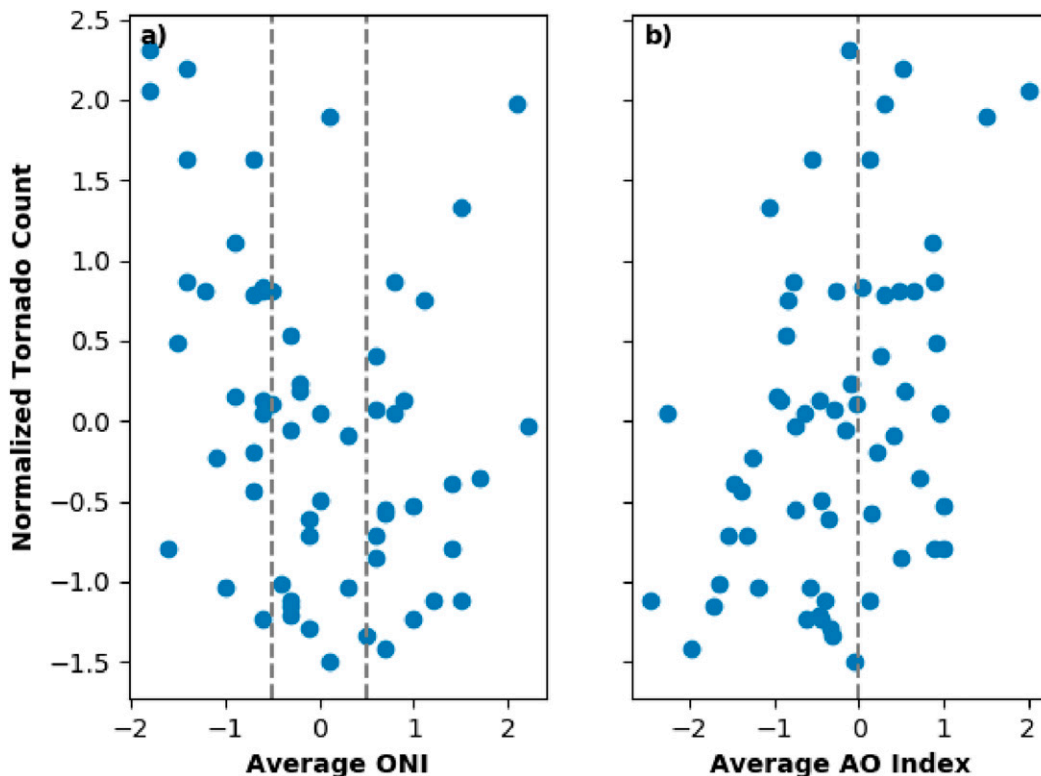 a)
b)
2.5
2.0
1.5
1.0
0.5
0.0
−0.5
−1.0
−1.5
Normalized Tornado Count
−2 −1 0 1 2
−2 −1 0 1 2
Average ONI
Average AO Index